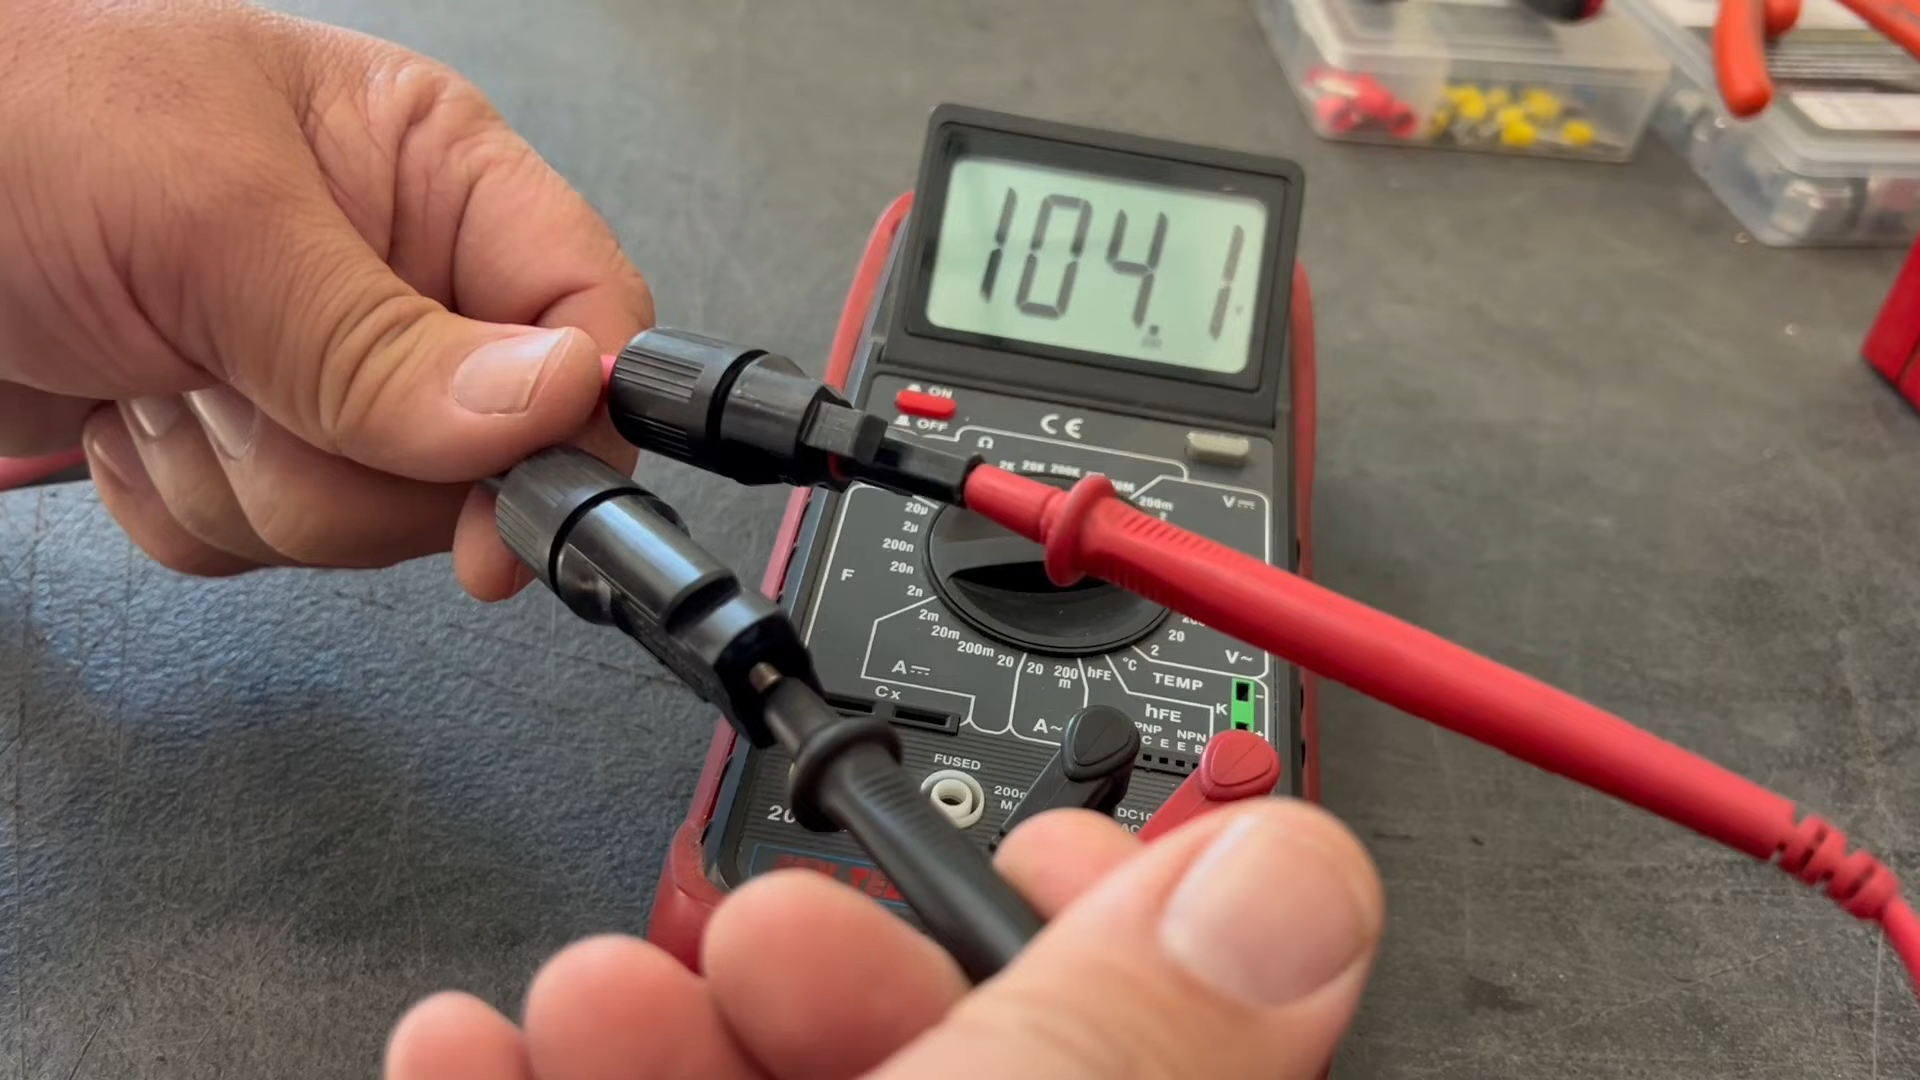 104.1
ON
OFF
CE
Ω
2K 20K 200K
200m
V
2
20µ
2µ
200n
20n
2n
F
2m
20m
200m
20
A
Cx
20
200
m
hFE
°C
20
2
V~
TEMP
K
hFE
PNP NPN
C E E B
A~
FUSED